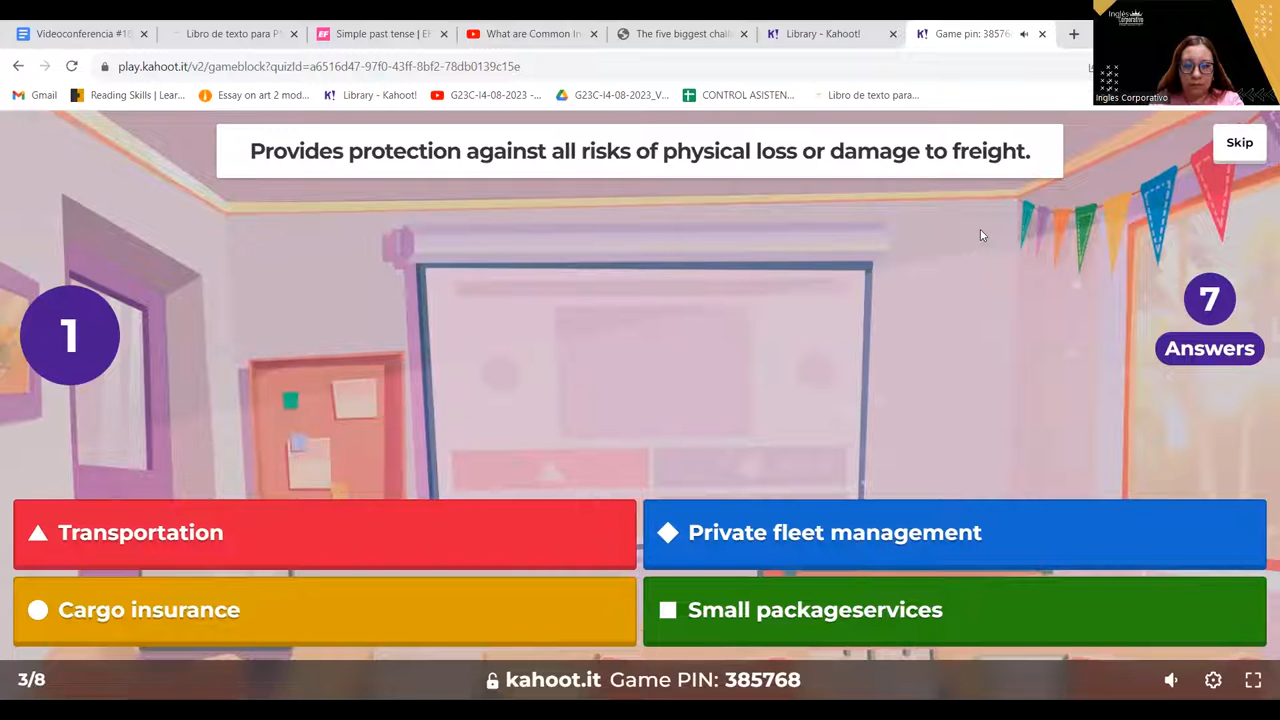 Videoconferencia #18
Libro de texto para P
Simple past tense | E
What are Common In
The five biggest chall
Library - Kahoot!
Game pin: 38576
play.kahoot.it/v2/gameblock?quizId=a6516d47-97f0-43ff-8bf2-78db0139c15e
Gmail
Reading Skills | Lear...
Essay on art 2 mod...
Library - Kahoot!
G23C-I4-08-2023 -...
G23C-I4-08-2023_V...
CONTROL ASISTEN...
Libro de texto para...
Inglés
Corporativo
Ingles Corporativo
Provides protection against all risks of physical loss or damage to freight.
Skip
1
7
Answers
Transportation
Private fleet management
Cargo insurance
Small packageservices
3/8
kahoot.it Game PIN: 385768